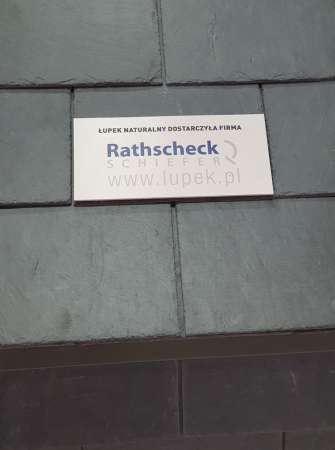 ŁUPEK NATURALNY DOSTARCZYŁA FIRMA
Rathscheck
SCHIEFER
www.lupek.pl